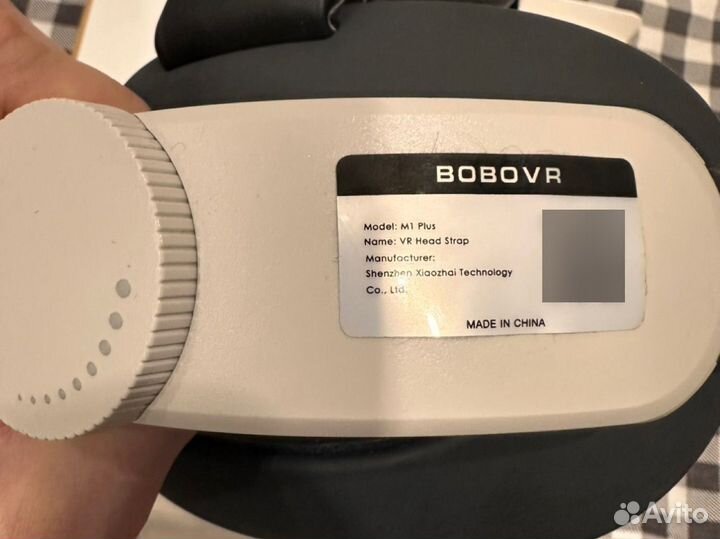 BOBOVR
Model: M1 Plus
Name: VR Head Strap
Manufacturer:
Shenzhen Xiaozhai Technology
Co., Ltd.
MADE IN CHINA
Avito